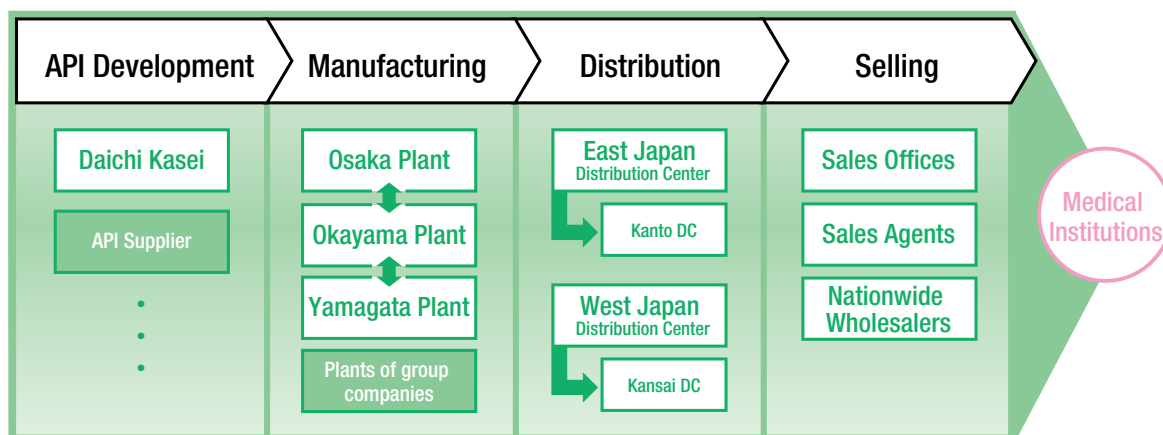 API Development
Manufacturing
Distribution
Selling
Daichi Kasei
API Supplier
Osaka Plant
Okayama Plant
Yamagata Plant
Plants of group
companies
East Japan
Distribution Center
Kanto DC
West Japan
Distribution Center
Kansai DC
Sales Offices
Sales Agents
Nationwide
Wholesalers
Medical
Institutions